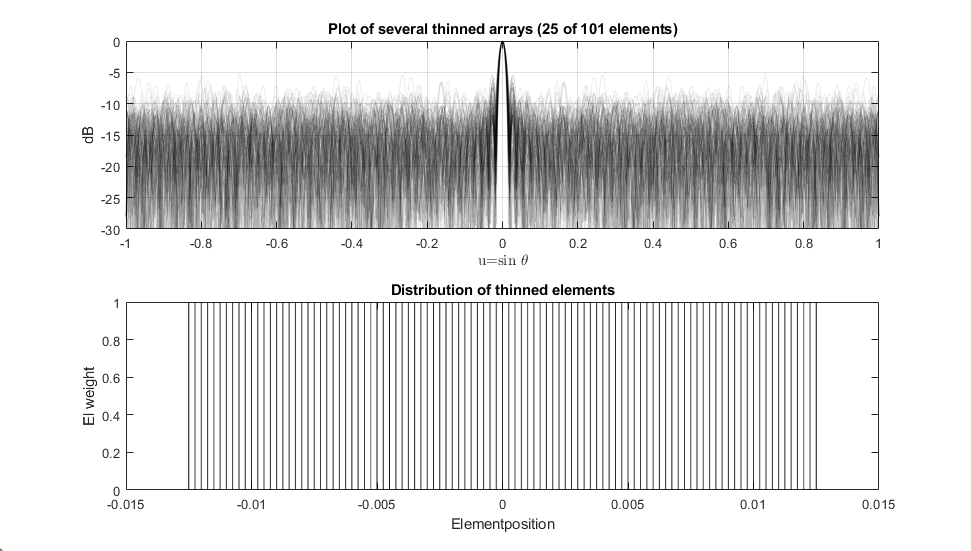 Plot of several thinned arrays (25 of 101 elements)
0
-5
-10
-15
-20
-25
-30
dB
-1 -0.8 -0.6 -0.4 -0.2 0 0.2 0.4 0.6 0.8 1
u=sin θ
Distribution of thinned elements
1
0.8
0.6
0.4
0.2
0
El weight
-0.015 -0.01 -0.005 0 0.005 0.01 0.015
Elementposition